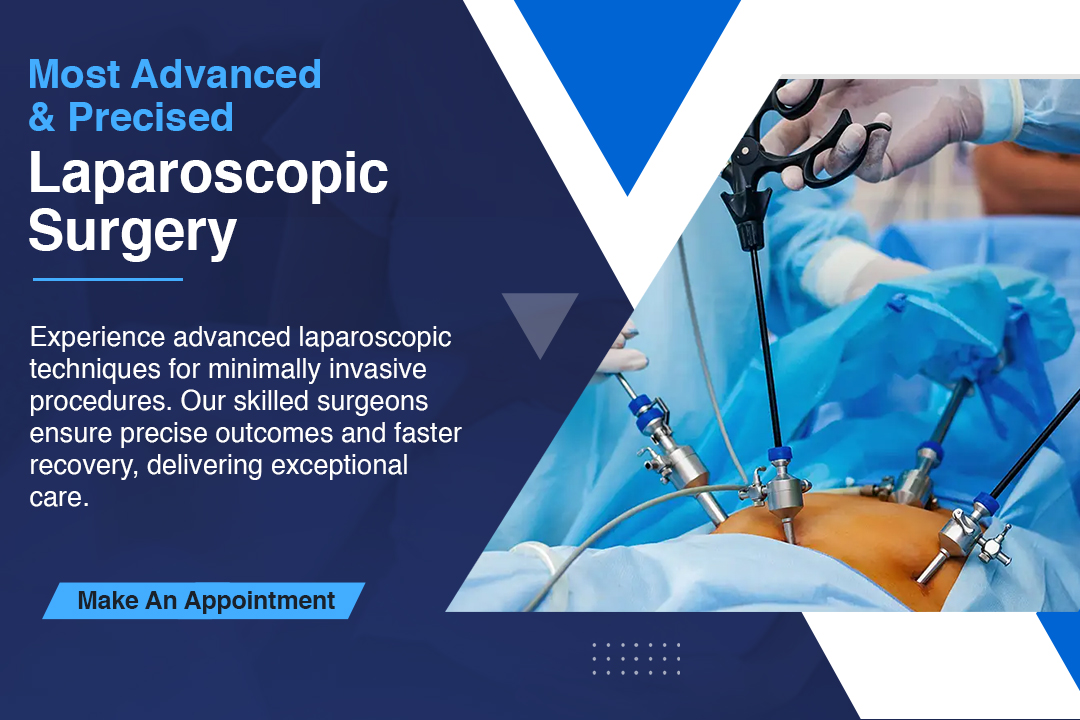 Most Advanced
& Precised
Laparoscopic
Surgery
Experience advanced laparoscopic
techniques for minimally invasive
procedures. Our skilled surgeons
ensure precise outcomes and faster
recovery, delivering exceptional
care.
Make An Appointment